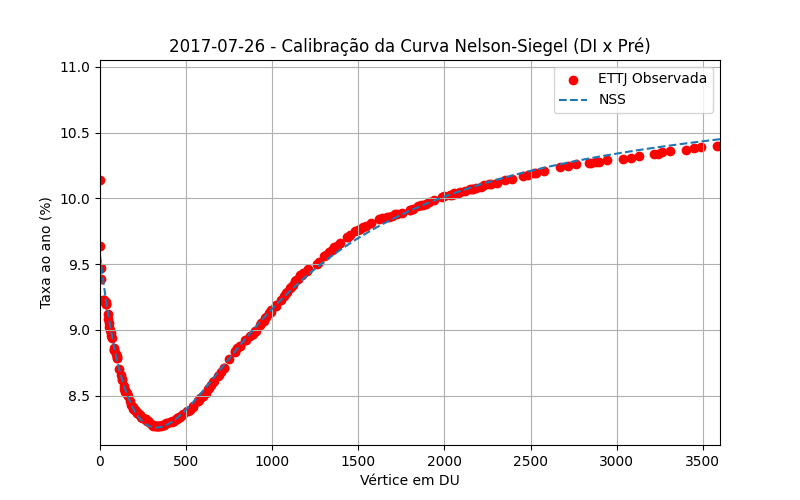 2017-07-26 - Calibração da Curva Nelson-Siegel (DI x Pré)
11.0
10.5
10.0
9.5
9.0
8.5
Taxa ao ano (%)
ETTJ Observada
NSS
0 500 1000 1500 2000 2500 3000 3500
Vértice em DU